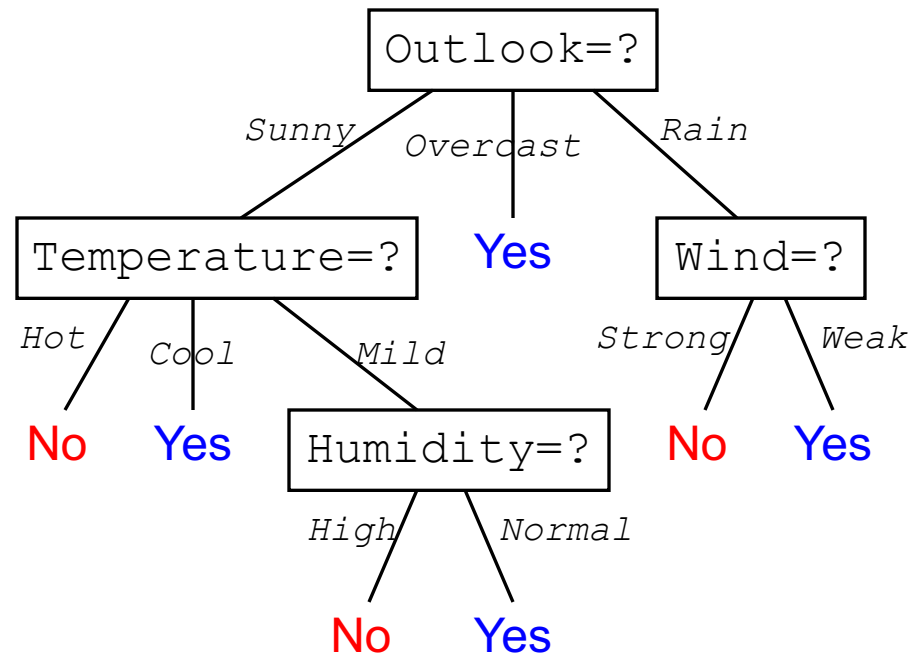 Outlook=?
Sunny
Overcast
Rain
Temperature=?
Yes
Wind=?
Hot
Cool
Mild
Strong
Weak
No
Yes
Humidity=?
No
Yes
High
Normal
No
Yes